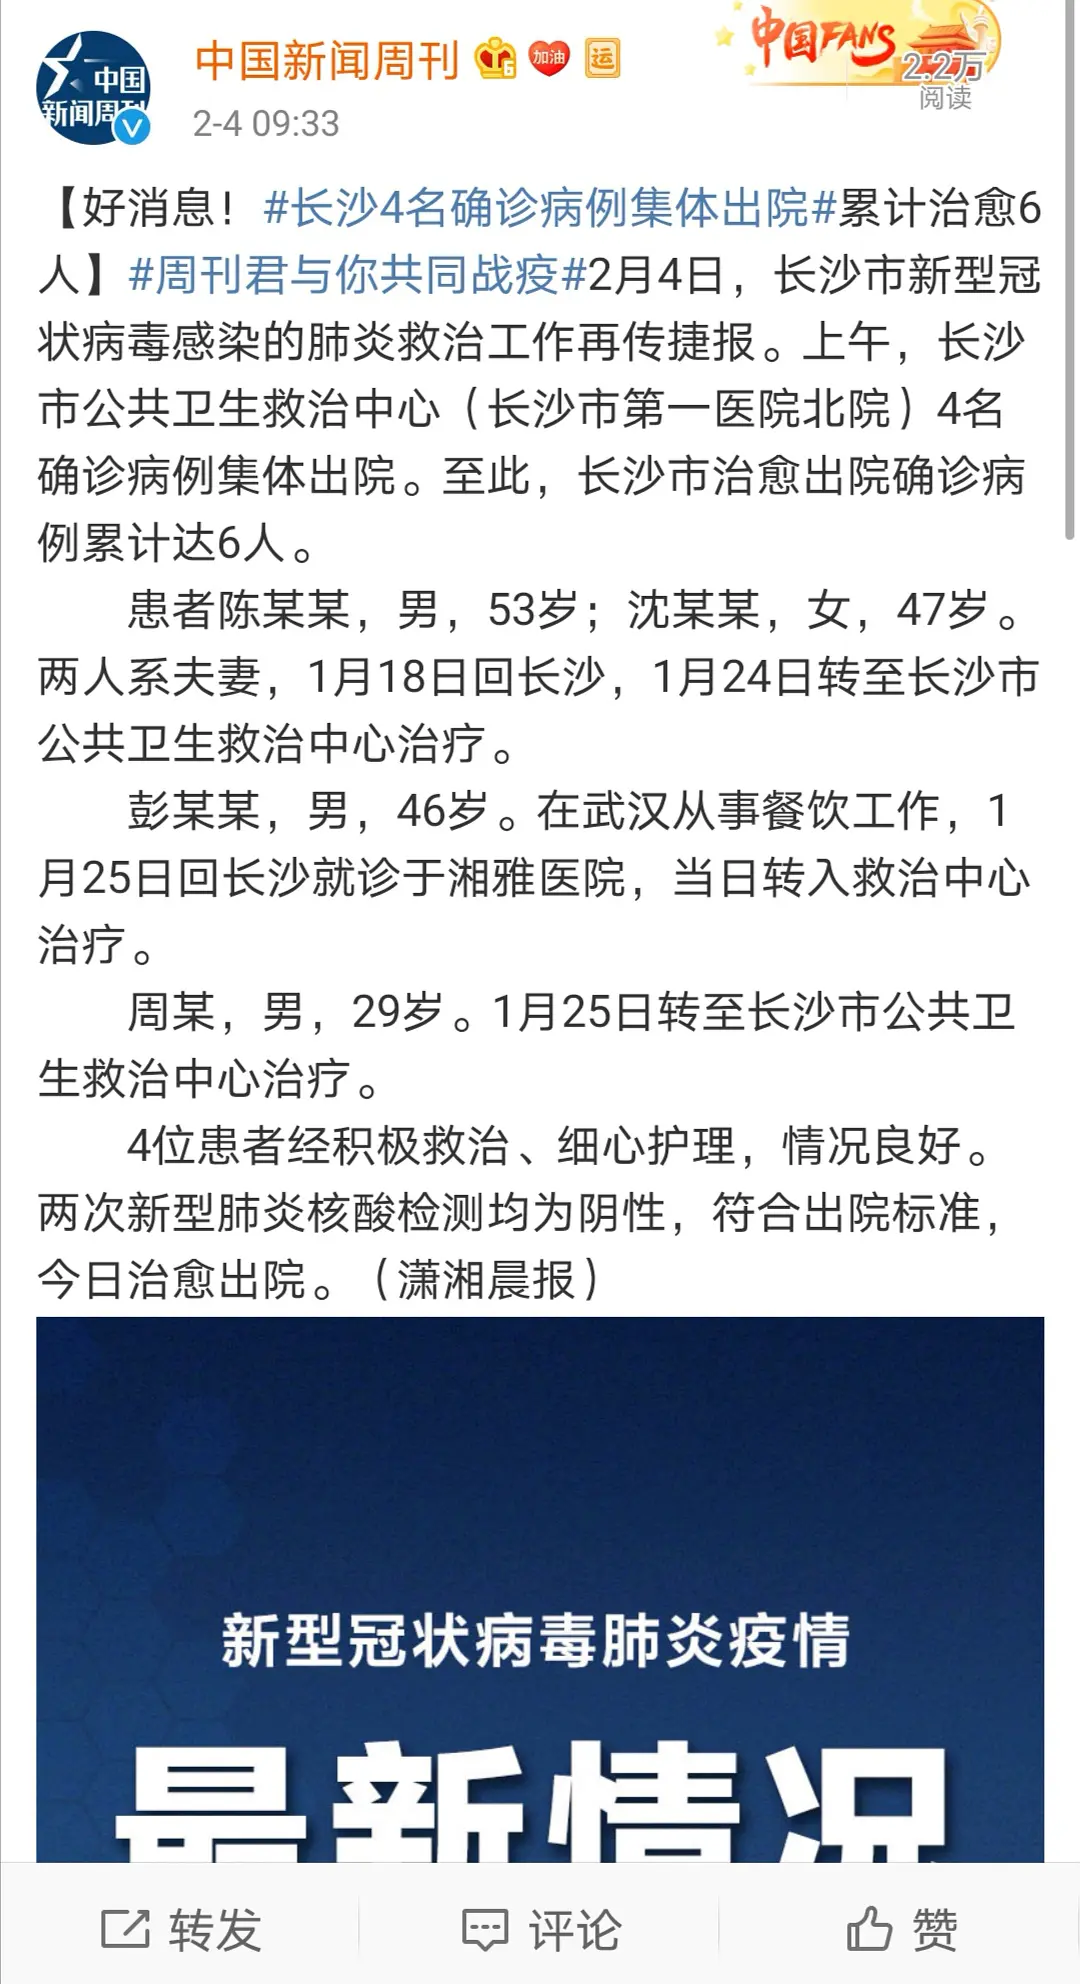 中国
新闻周刊
中国新闻周刊 加油 运
中国FANS
2.2万
阅读
2-4 09:33
【好消息！#长沙4名确诊病例集体出院#累计治愈6
人】#周刊君与你共同战疫#2月4日，长沙市新型冠
状病毒感染的肺炎救治工作再传捷报。上午，长沙
市公共卫生救治中心（长沙市第一医院北院）4名
确诊病例集体出院。至此，长沙市治愈出院确诊病
例累计达6人。
患者陈某某，男，53岁；沈某某，女，47岁。
两人系夫妻，1月18日回长沙，1月24日转至长沙市
公共卫生救治中心治疗。
彭某某，男，46岁。在武汉从事餐饮工作，1
月25日回长沙就诊于湘雅医院，当日转入救治中心
治疗。
周某，男，29岁。1月25日转至长沙市公共卫
生救治中心治疗。
4位患者经积极救治、细心护理，情况良好。
两次新型肺炎核酸检测均为阴性，符合出院标准，
今日治愈出院。（潇湘晨报）
新型冠状病毒肺炎疫情
最新情况
转发 评论 赞